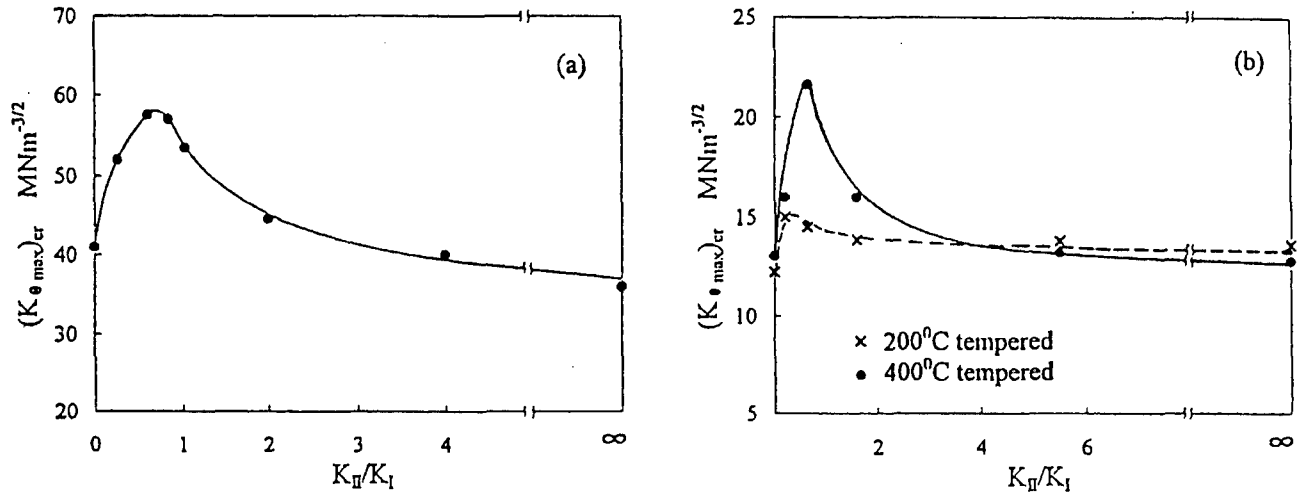 (a)
70
60
50
40
30
20
(K_θ max)_cr MNm^-3/2
0
1
2
3
4
∞
K_II/K_I
(b)
25
20
15
10
5
(K_θ max)_cr MNm^-3/2
× 200°C tempered
● 400°C tempered
2
4
6
∞
K_II/K_I